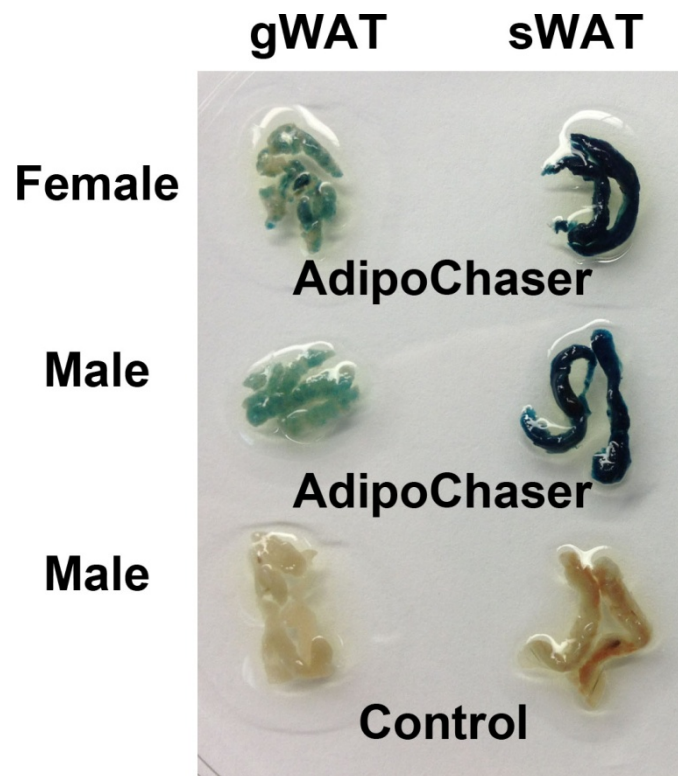 gWAT sWAT
Female
AdipoChaser
Male
AdipoChaser
Male
Control